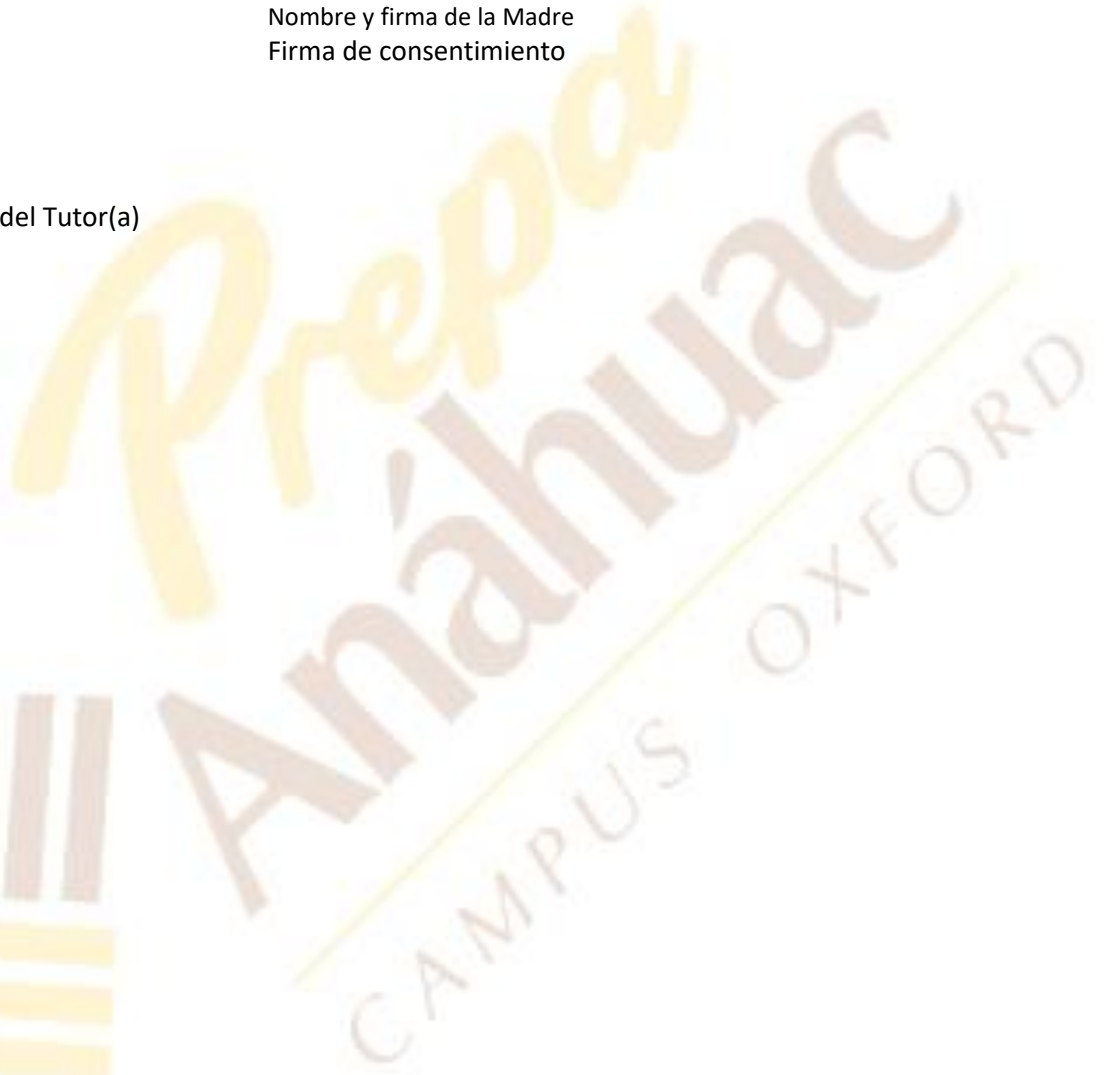 Nombre y firma de la Madre
Firma de consentimiento
del Tutor(a)
Prepa
Anáhuac
CAMPUS OXFORD